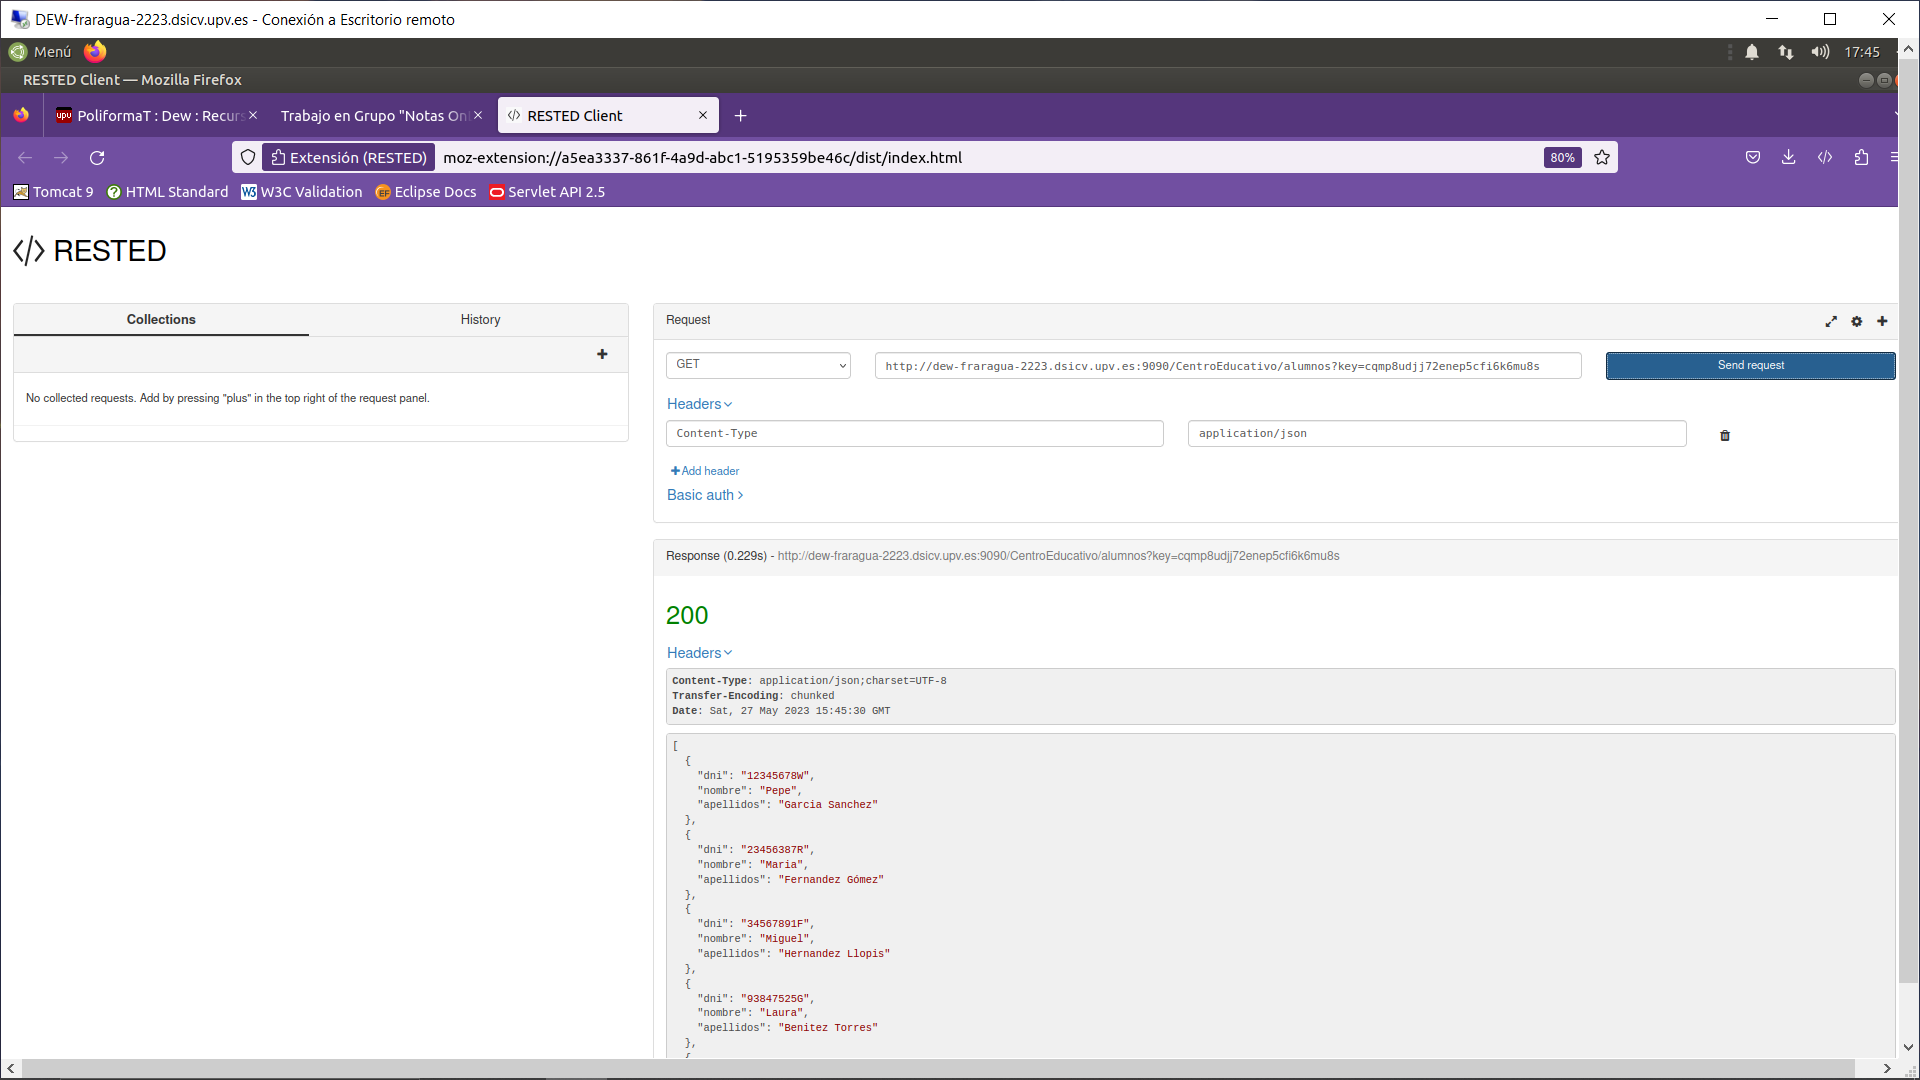 DEW-fraragua-2223.dsicv.upv.es - Conexión a Escritorio remoto
Menú
17:45
RESTED Client — Mozilla Firefox
upv PoliformaT : Dew : Recurs
Trabajo en Grupo "Notas Onl
RESTED Client
Extensión (RESTED)
moz-extension://a5ea3337-861f-4a9d-abc1-5195359be46c/dist/index.html
80%
Tomcat 9
HTML Standard
W3C Validation
Eclipse Docs
Servlet API 2.5
</> RESTED
Collections
History
No collected requests. Add by pressing "plus" in the top right of the request panel.
Request
GET
http://dew-fraragua-2223.dsicv.upv.es:9090/CentroEducativo/alumnos?key=cqmp8udjj72enep5cfi6k6mu8s
Send request
Headers
Content-Type
application/json
Add header
Basic auth
Response (0.229s) - http://dew-fraragua-2223.dsicv.upv.es:9090/CentroEducativo/alumnos?key=cqmp8udjj72enep5cfi6k6mu8s
200
Headers
Content-Type: application/json;charset=UTF-8
Transfer-Encoding: chunked
Date: Sat, 27 May 2023 15:45:30 GMT
[
{
"dni": "12345678W",
"nombre": "Pepe",
"apellidos": "Garcia Sanchez"
},
{
"dni": "23456387R",
"nombre": "Maria",
"apellidos": "Fernandez Gómez"
},
{
"dni": "34567891F",
"nombre": "Miguel",
"apellidos": "Hernandez Llopis"
},
{
"dni": "93847525G",
"nombre": "Laura",
"apellidos": "Benitez Torres"
},
{